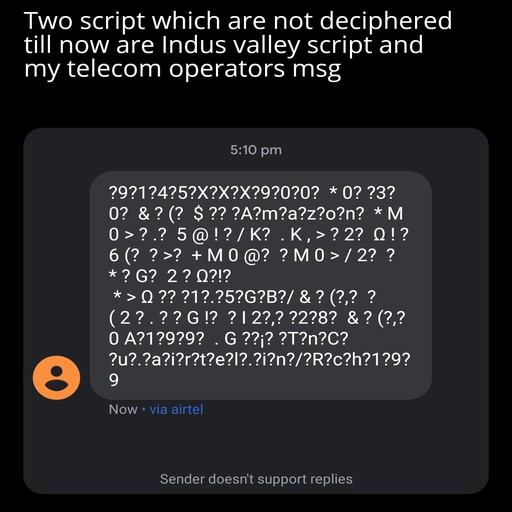 Two script which are not deciphered
till now are Indus valley script and
my telecom operators msg
5:10 pm
?9?1?4?5?X?X?X?9?0?0? * 0? ?3?
0? & ? (? $ ?? ?A?m?a?z?o?n? * M
0 > ? .? 5 @ ! ? / K? . K , > ? 2? Ω ! ?
6 (? ? >? + M 0 @? ? M 0 > / 2? ?
* ? G? 2 ? Ω?!?
* > Ω ?? ?1?.?5?G?B?/ & ? (?,? ?
( 2 ? . ? ? G !? ? I 2?,? ?2?8? & ? (?,?
0 A?1?9?9? . G ??¡? ?T?n?C?
?u?.?a?i?r?t?e?l?.?i?n?/?R?c?h?1?9?
9
Now • via airtel
Sender doesn't support replies